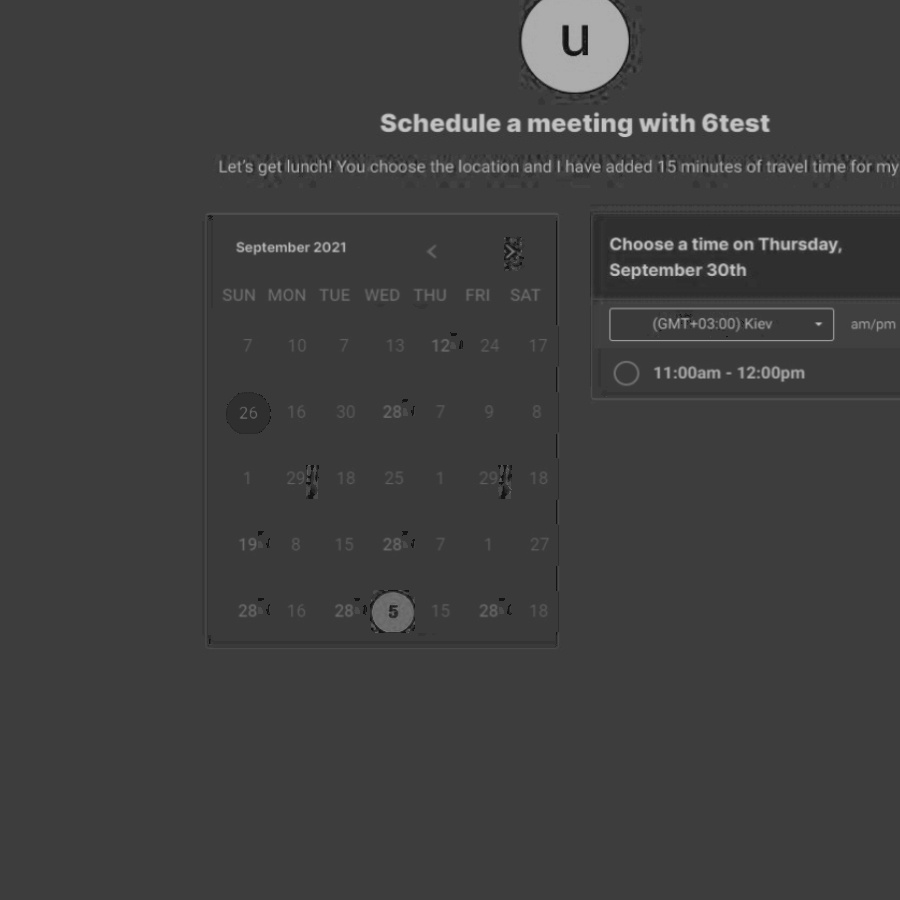 u
Schedule a meeting with 6test
Let's get lunch! You choose the location and I have added 15 minutes of travel time for my
September 2021
SUN MON TUE WED THU FRI SAT
7 10 7 13 12 24 17
26 16 30 28 7 9 8
1 29 18 25 1 29 18
19 8 15 28 7 1 27
28 16 28 5 15 28 18
Choose a time on Thursday,
September 30th
(GMT+03:00) Kiev am/pm
11:00am - 12:00pm